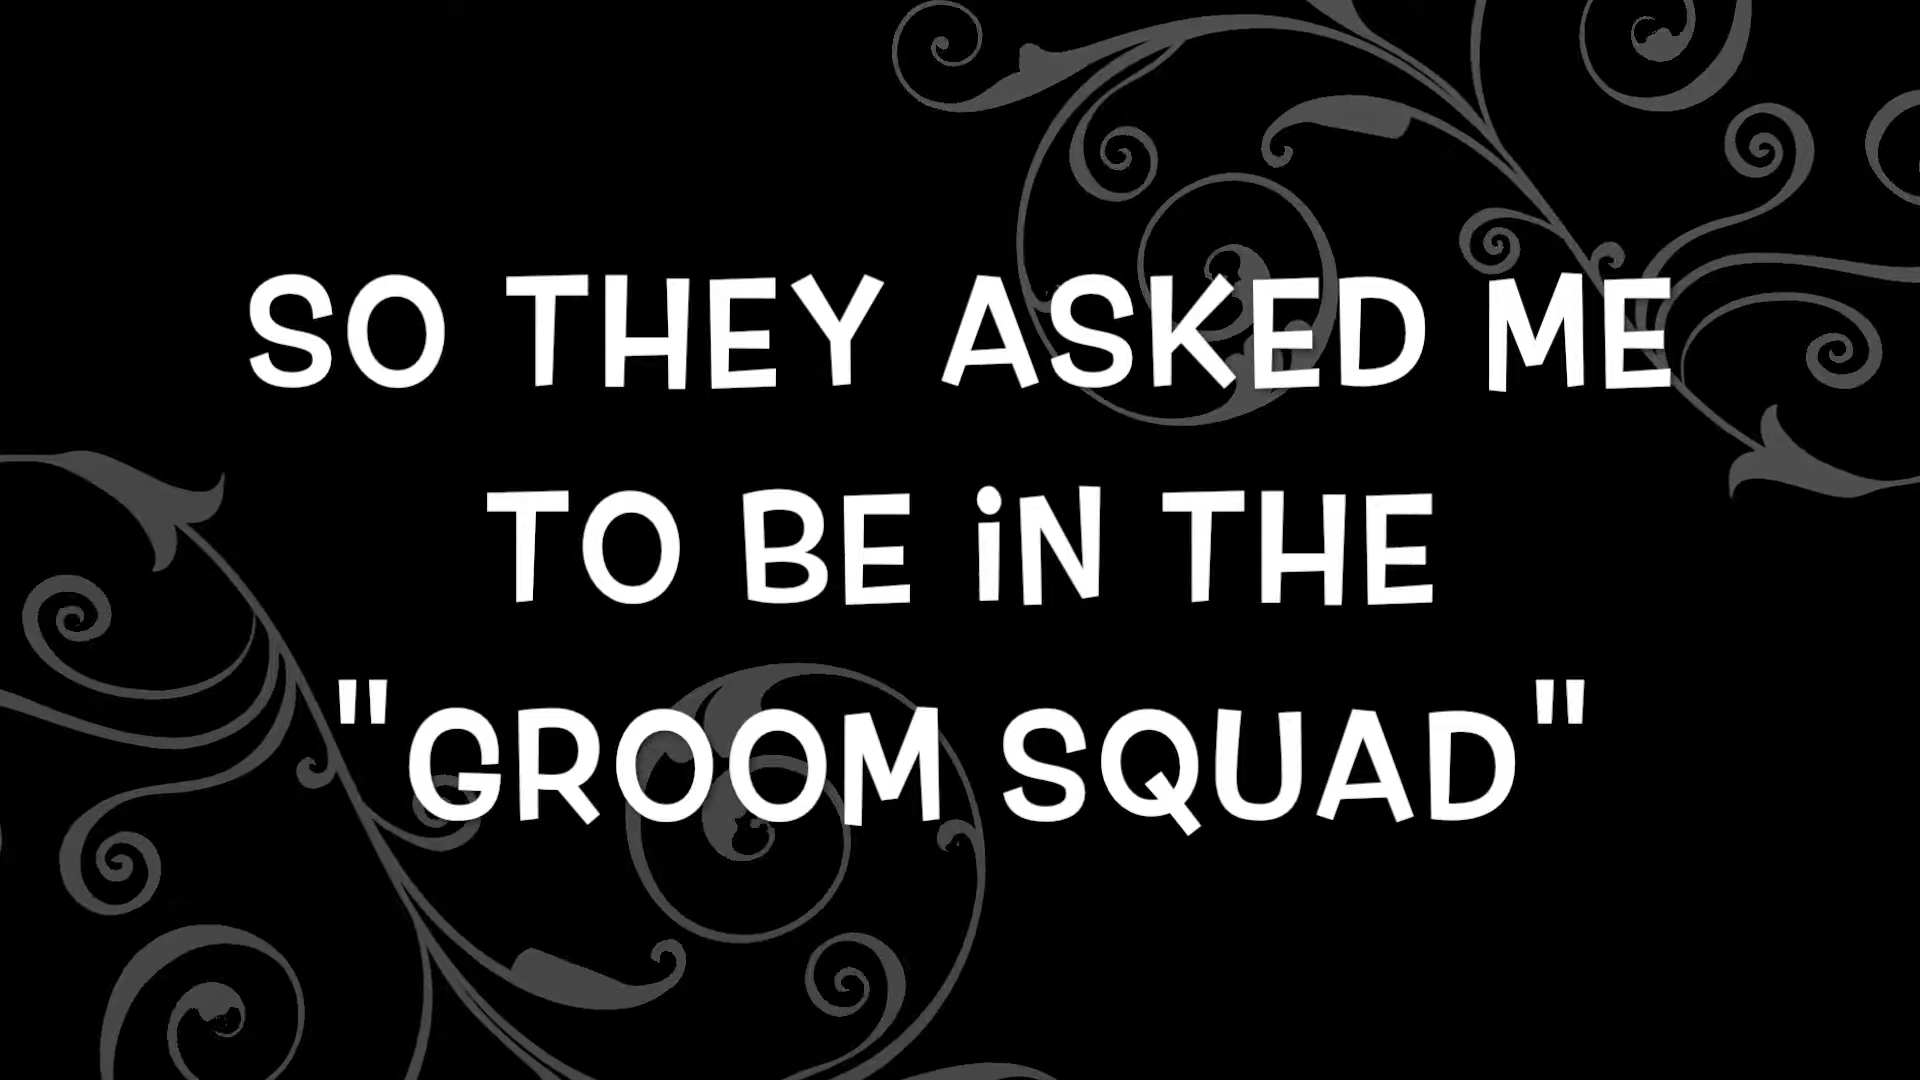 SO THEY ASKED ME
TO BE iN THE
"GROOM SQUAD"